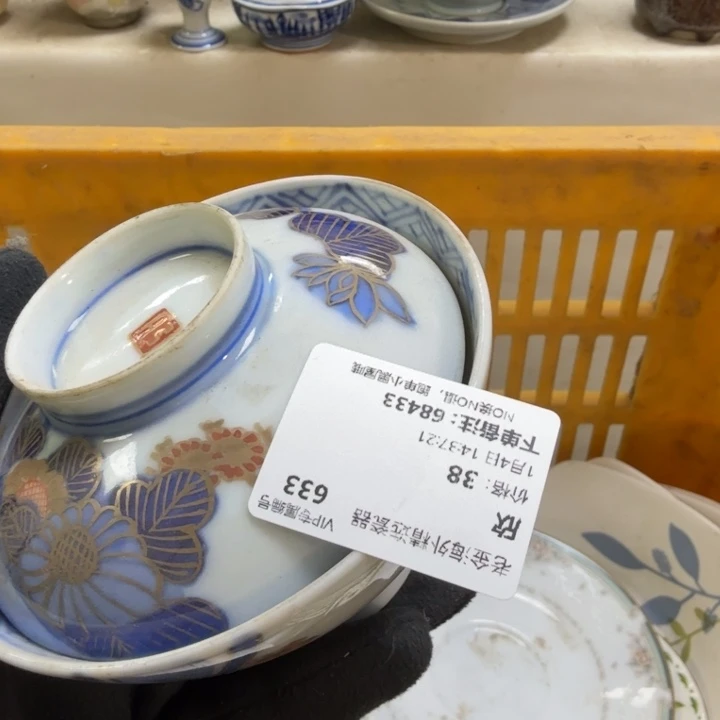 老金海外精选瓷器 VIP专属编号
欣 633
价格：38
1月4日 14:37:21
下单备注：68433